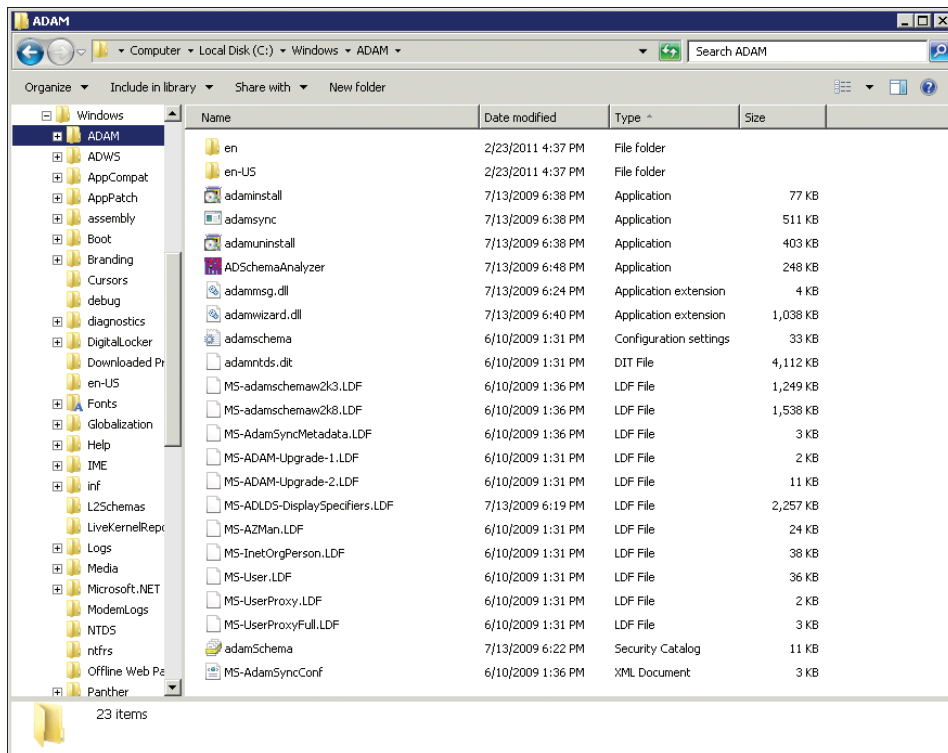 ADAM
Computer Local Disk (C:) Windows ADAM Search ADAM
Organize Include in library Share with New folder
Windows
ADAM
ADWS
AppCompat
AppPatch
assembly
Boot
Branding
Cursors
debug
diagnostics
DigitalLocker
Downloaded Pr
en-US
Fonts
Globalization
Help
IME
inf
L2Schemas
LiveKernelRepo
Logs
Media
Microsoft.NET
ModemLogs
NTDS
ntfrs
Offline Web Pa
Panther
Name Date modified Type Size
en 2/23/2011 4:37 PM File folder
en-US 2/23/2011 4:37 PM File folder
adaminstall 7/13/2009 6:38 PM Application 77 KB
adamsync 7/13/2009 6:38 PM Application 511 KB
adamuninstall 7/13/2009 6:38 PM Application 403 KB
ADSchemaAnalyzer 7/13/2009 6:48 PM Application 248 KB
adammsg.dll 7/13/2009 6:24 PM Application extension 4 KB
adamwizard.dll 7/13/2009 6:40 PM Application extension 1,038 KB
adamschema 6/10/2009 1:31 PM Configuration settings 33 KB
adamntds.dit 6/10/2009 1:31 PM DIT File 4,112 KB
MS-adamschemaw2k3.LDF 6/10/2009 1:36 PM LDF File 1,249 KB
MS-adamschemaw2k8.LDF 6/10/2009 1:36 PM LDF File 1,538 KB
MS-AdamSyncMetadata.LDF 6/10/2009 1:36 PM LDF File 3 KB
MS-ADAM-Upgrade-1.LDF 6/10/2009 1:31 PM LDF File 2 KB
MS-ADAM-Upgrade-2.LDF 6/10/2009 1:31 PM LDF File 11 KB
MS-ADLDS-DisplaySpecifiers.LDF 7/13/2009 6:19 PM LDF File 2,257 KB
MS-AZMan.LDF 6/10/2009 1:31 PM LDF File 24 KB
MS-InetOrgPerson.LDF 6/10/2009 1:31 PM LDF File 38 KB
MS-User.LDF 6/10/2009 1:31 PM LDF File 36 KB
MS-UserProxy.LDF 6/10/2009 1:31 PM LDF File 2 KB
MS-UserProxyFull.LDF 6/10/2009 1:31 PM LDF File 3 KB
adamSchema 7/13/2009 6:22 PM Security Catalog 11 KB
MS-AdamSyncConf 6/10/2009 1:36 PM XML Document 3 KB
23 items